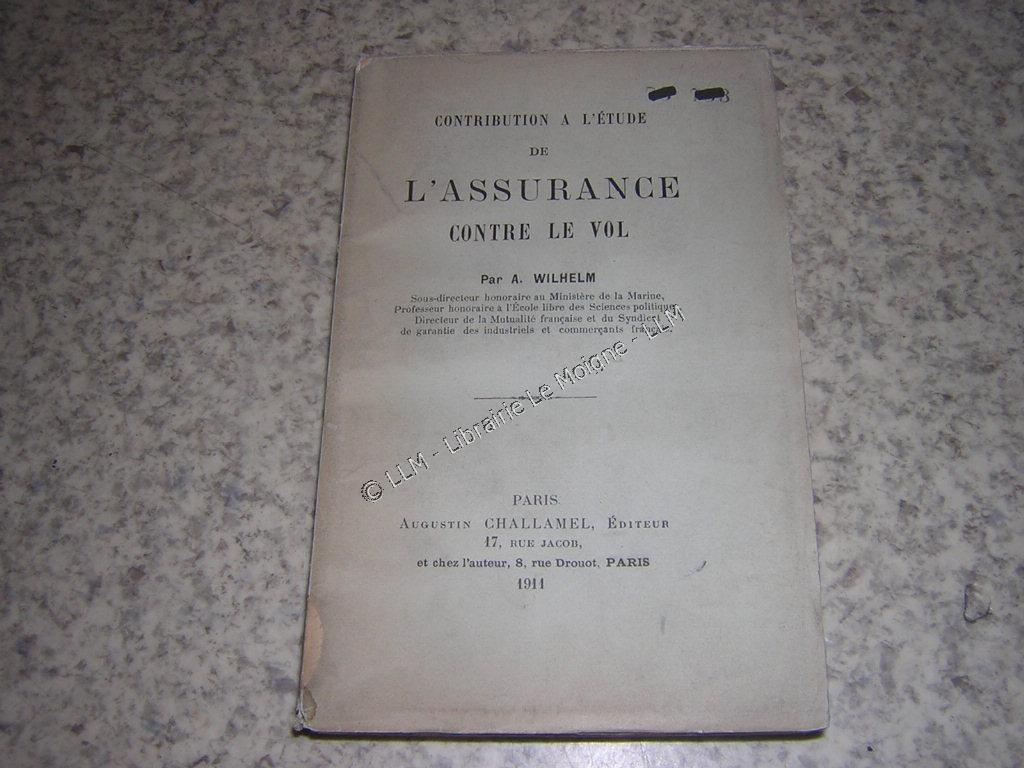 CONTRIBUTION A L'ÉTUDE
DE
L'ASSURANCE
CONTRE LE VOL
Par A. WILHELM
Sous-directeur honoraire au Ministère de la Marine,
Professeur honoraire à l'École libre des Sciences politiques
Directeur de la Mutualité française et du
de garantie des industriels et commerçants
© LLM - Librairie Le Moigne - LLM
PARIS
AUGUSTIN CHALLAMEL, ÉDITEUR
17, RUE JACOB,
et chez l'auteur, 8, rue Drouot, PARIS
1911